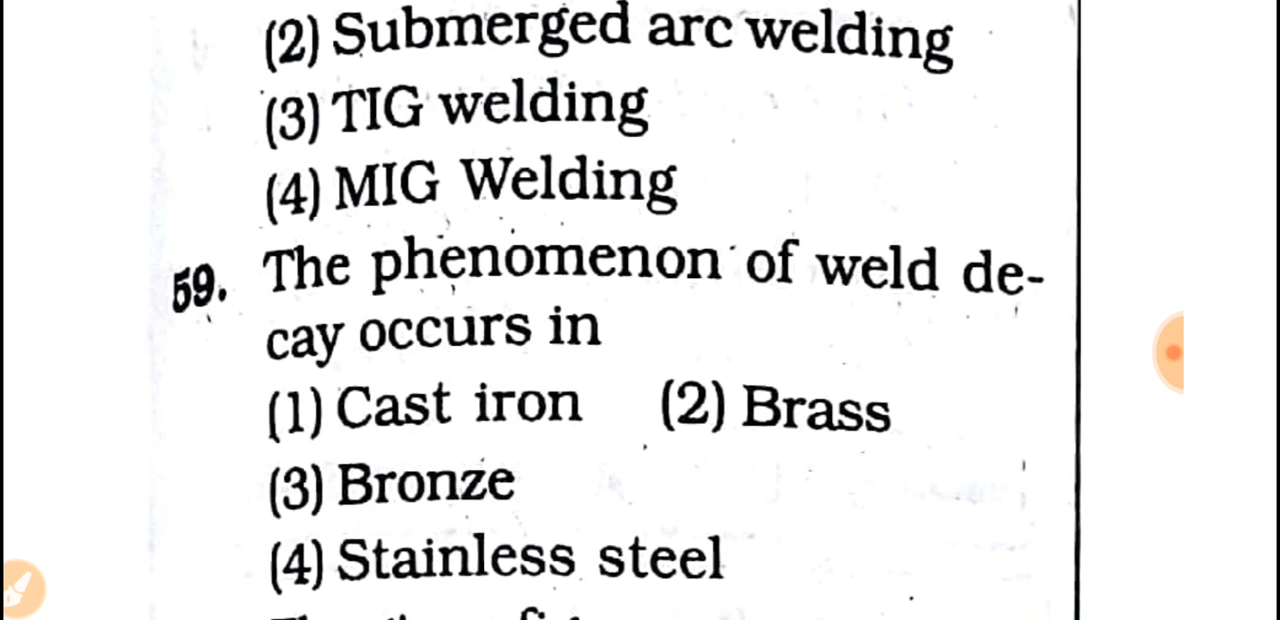 (2) Submerged arc welding
(3) TIG welding
(4) MIG Welding
59. The phenomenon of weld de-
cay occurs in
(1) Cast iron (2) Brass
(3) Bronze
(4) Stainless steel